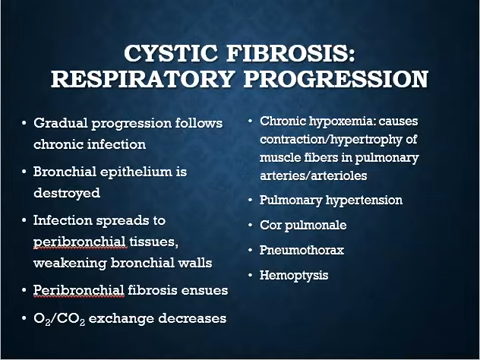 CYSTIC FIBROSIS:
RESPIRATORY PROGRESSION
• Gradual progression follows
chronic infection
• Bronchial epithelium is
destroyed
• Infection spreads to
peribronchial tissues,
weakening bronchial walls
• Peribronchial fibrosis ensues
• O₂/CO₂ exchange decreases
• Chronic hypoxemia: causes
contraction/hypertrophy of
muscle fibers in pulmonary
arteries/arterioles
• Pulmonary hypertension
• Cor pulmonale
• Pneumothorax
• Hemoptysis